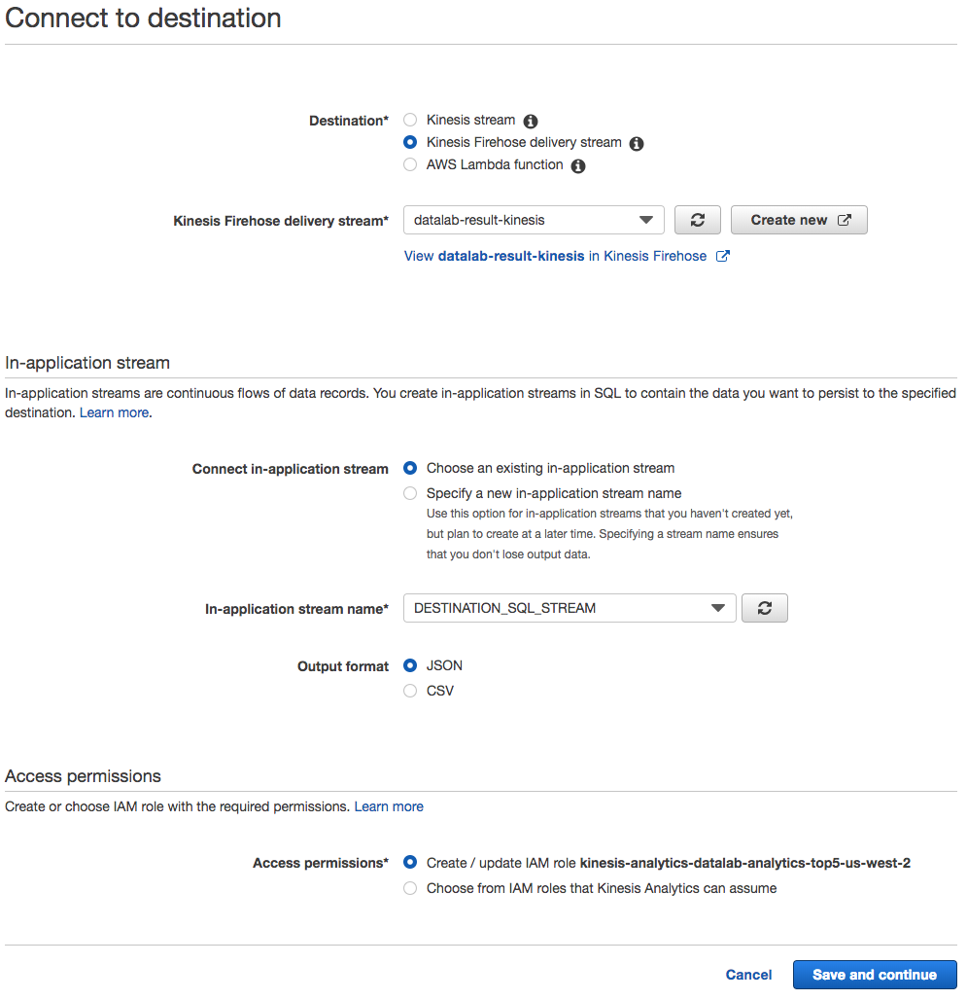 Connect to destination
Destination*
Kinesis stream
Kinesis Firehose delivery stream
AWS Lambda function
Kinesis Firehose delivery stream*
datalab-result-kinesis
Create new
View datalab-result-kinesis in Kinesis Firehose
In-application stream
In-application streams are continuous flows of data records. You create in-application streams in SQL to contain the data you want to persist to the specified
destination. Learn more.
Connect in-application stream
Choose an existing in-application stream
Specify a new in-application stream name
Use this option for in-application streams that you haven't created yet,
but plan to create at a later time. Specifying a stream name ensures
that you don't lose output data.
In-application stream name*
DESTINATION_SQL_STREAM
Output format
JSON
CSV
Access permissions
Create or choose IAM role with the required permissions. Learn more
Access permissions*
Create / update IAM role kinesis-analytics-datalab-analytics-top5-us-west-2
Choose from IAM roles that Kinesis Analytics can assume
Cancel
Save and continue